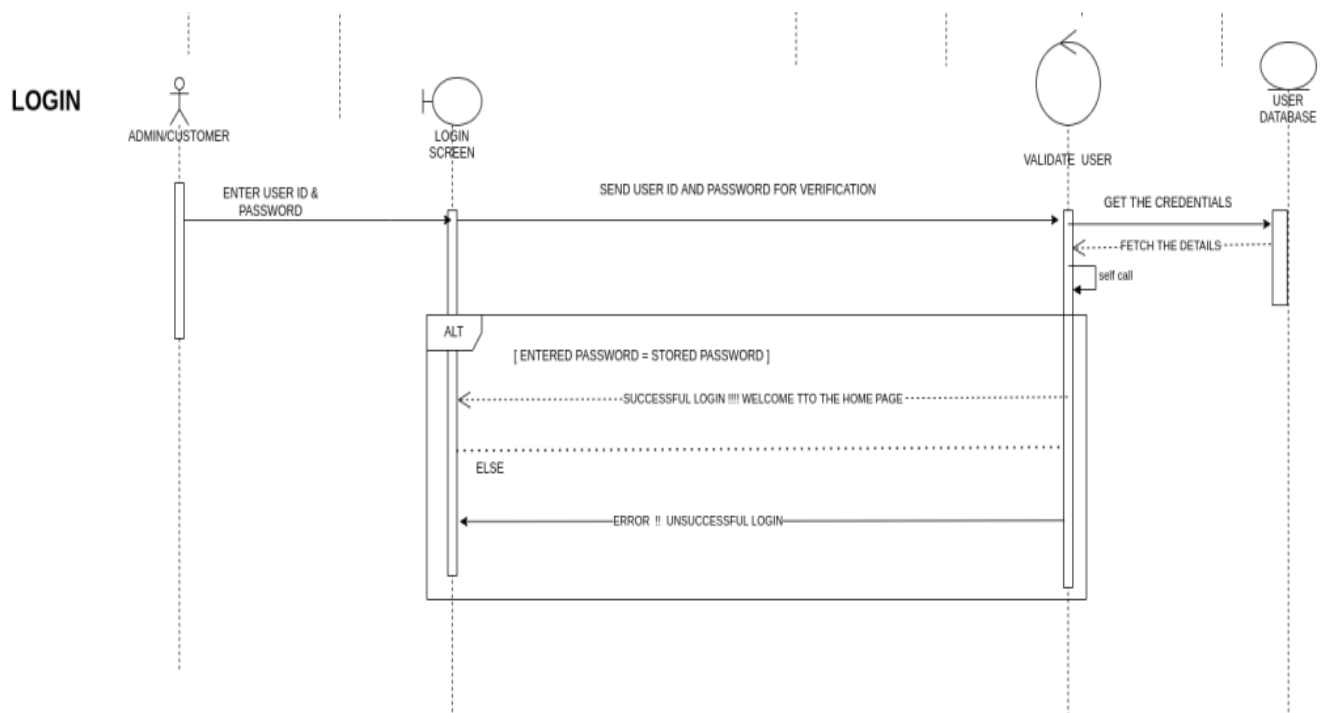 LOGIN
ADMIN/CUSTOMER
LOGIN
SCREEN
VALIDATE USER
USER
DATABASE
ENTER USER ID &
PASSWORD
SEND USER ID AND PASSWORD FOR VERIFICATION
GET THE CREDENTIALS
FETCH THE DETAILS
self call
ALT
[ ENTERED PASSWORD = STORED PASSWORD ]
SUCCESSFUL LOGIN !!!! WELCOME TTO THE HOME PAGE
ELSE
ERROR !! UNSUCCESSFUL LOGIN